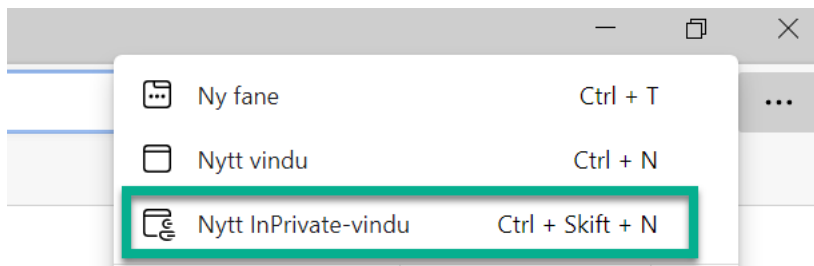 Ny fane Ctrl + T
Nytt vindu Ctrl + N
Nytt InPrivate-vindu Ctrl + Skift + N